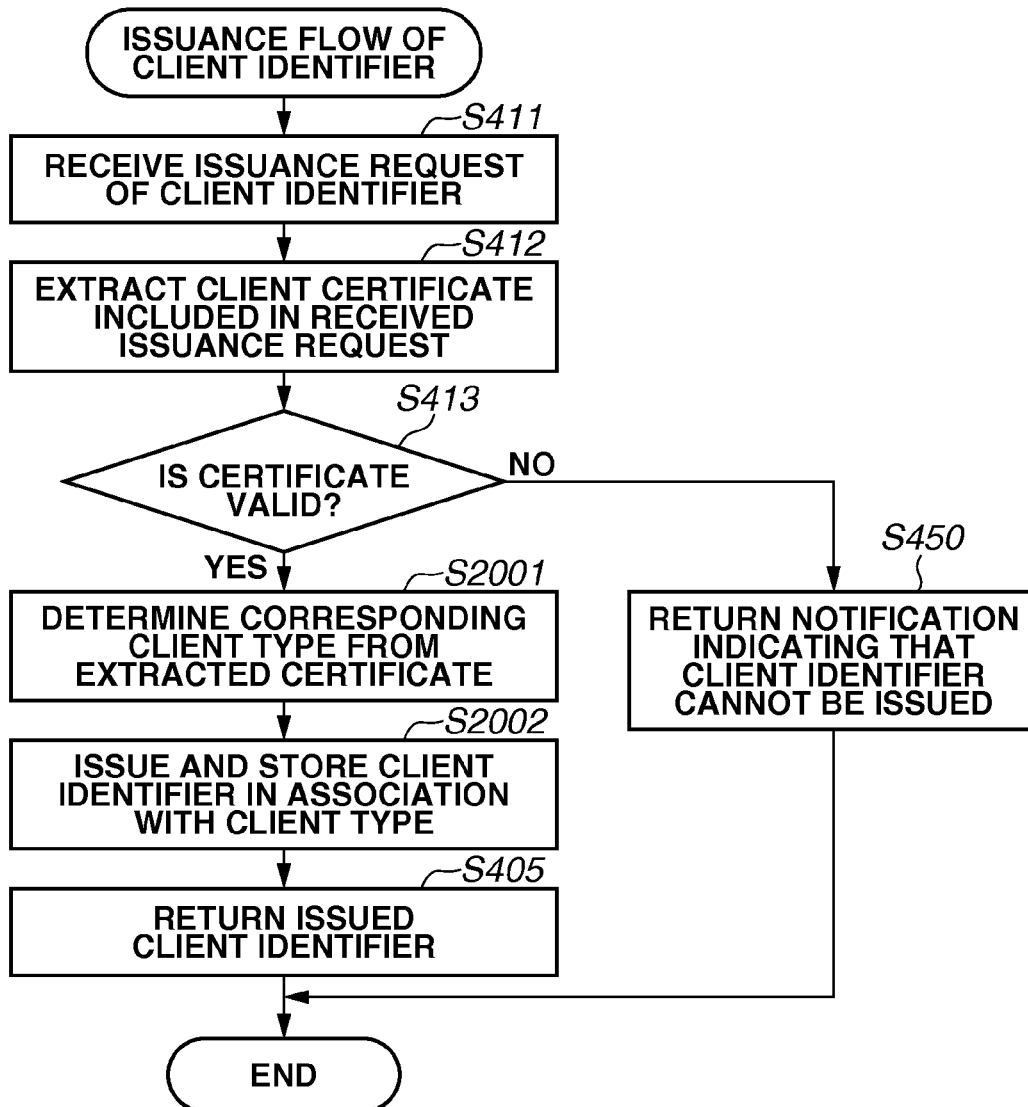 ISSUANCE FLOW OF
CLIENT IDENTIFIER
S411
RECEIVE ISSUANCE REQUEST
OF CLIENT IDENTIFIER
S412
EXTRACT CLIENT CERTIFICATE
INCLUDED IN RECEIVED
ISSUANCE REQUEST
S413
IS CERTIFICATE
VALID?
NO
YES
S2001
DETERMINE CORRESPONDING
CLIENT TYPE FROM
EXTRACTED CERTIFICATE
S450
RETURN NOTIFICATION
INDICATING THAT
CLIENT IDENTIFIER
CANNOT BE ISSUED
S2002
ISSUE AND STORE CLIENT
IDENTIFIER IN ASSOCIATION
WITH CLIENT TYPE
S405
RETURN ISSUED
CLIENT IDENTIFIER
END